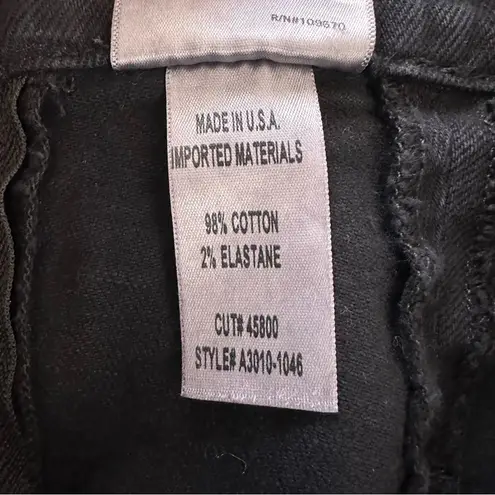 R/N#109570
MADE IN U.S.A.
IMPORTED MATERIALS
98% COTTON
2% ELASTANE
CUT# 45800
STYLE# A3010-1046